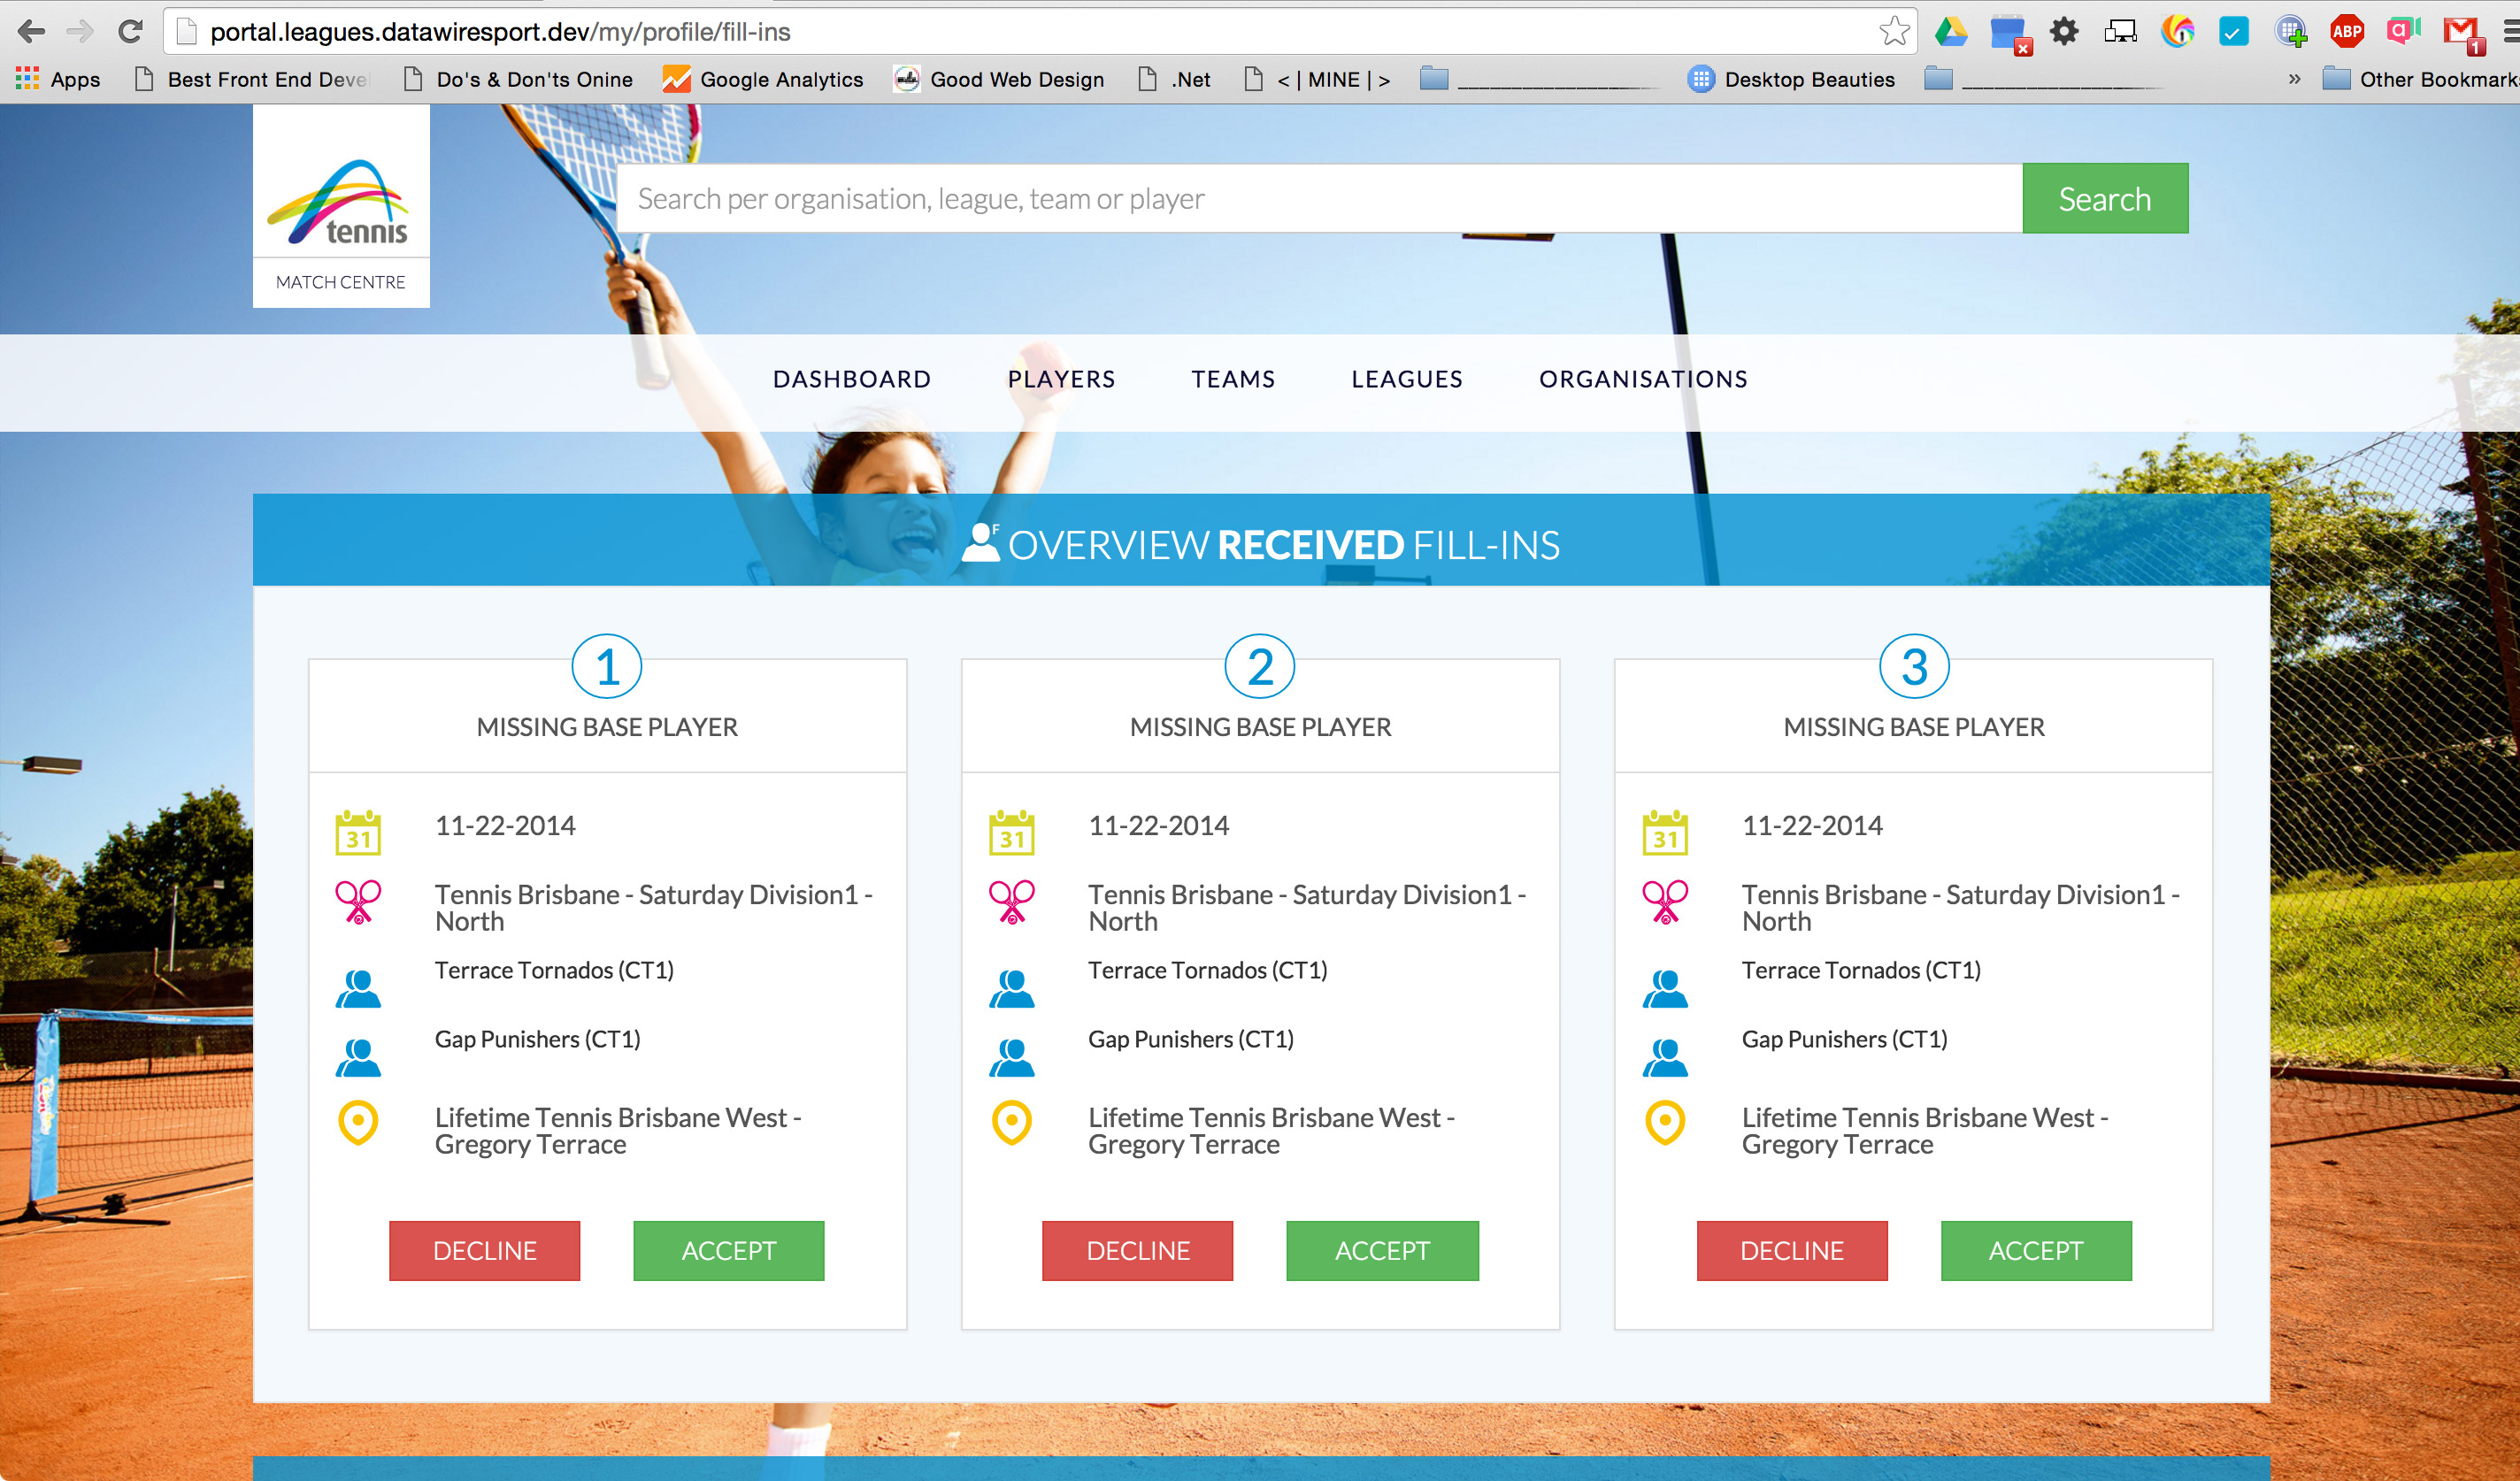 portal.leagues.datawiresport.dev/my/profile/fill-ins
ABP
a
1
Apps
Best Front End Deve
Do's & Don'ts Onine
Google Analytics
Good Web Design
.Net
< | MINE | >
__________________
Desktop Beauties
__________________
»
Other Bookmark
tennis
MATCH CENTRE
Search per organisation, league, team or player
Search
DASHBOARD
PLAYERS
TEAMS
LEAGUES
ORGANISATIONS
F
OVERVIEW RECEIVED FILL-INS
1
MISSING BASE PLAYER
31
11-22-2014
Tennis Brisbane - Saturday Division1 -
North
Terrace Tornados (CT1)
Gap Punishers (CT1)
Lifetime Tennis Brisbane West -
Gregory Terrace
DECLINE
ACCEPT
2
MISSING BASE PLAYER
31
11-22-2014
Tennis Brisbane - Saturday Division1 -
North
Terrace Tornados (CT1)
Gap Punishers (CT1)
Lifetime Tennis Brisbane West -
Gregory Terrace
DECLINE
ACCEPT
3
MISSING BASE PLAYER
31
11-22-2014
Tennis Brisbane - Saturday Division1 -
North
Terrace Tornados (CT1)
Gap Punishers (CT1)
Lifetime Tennis Brisbane West -
Gregory Terrace
DECLINE
ACCEPT